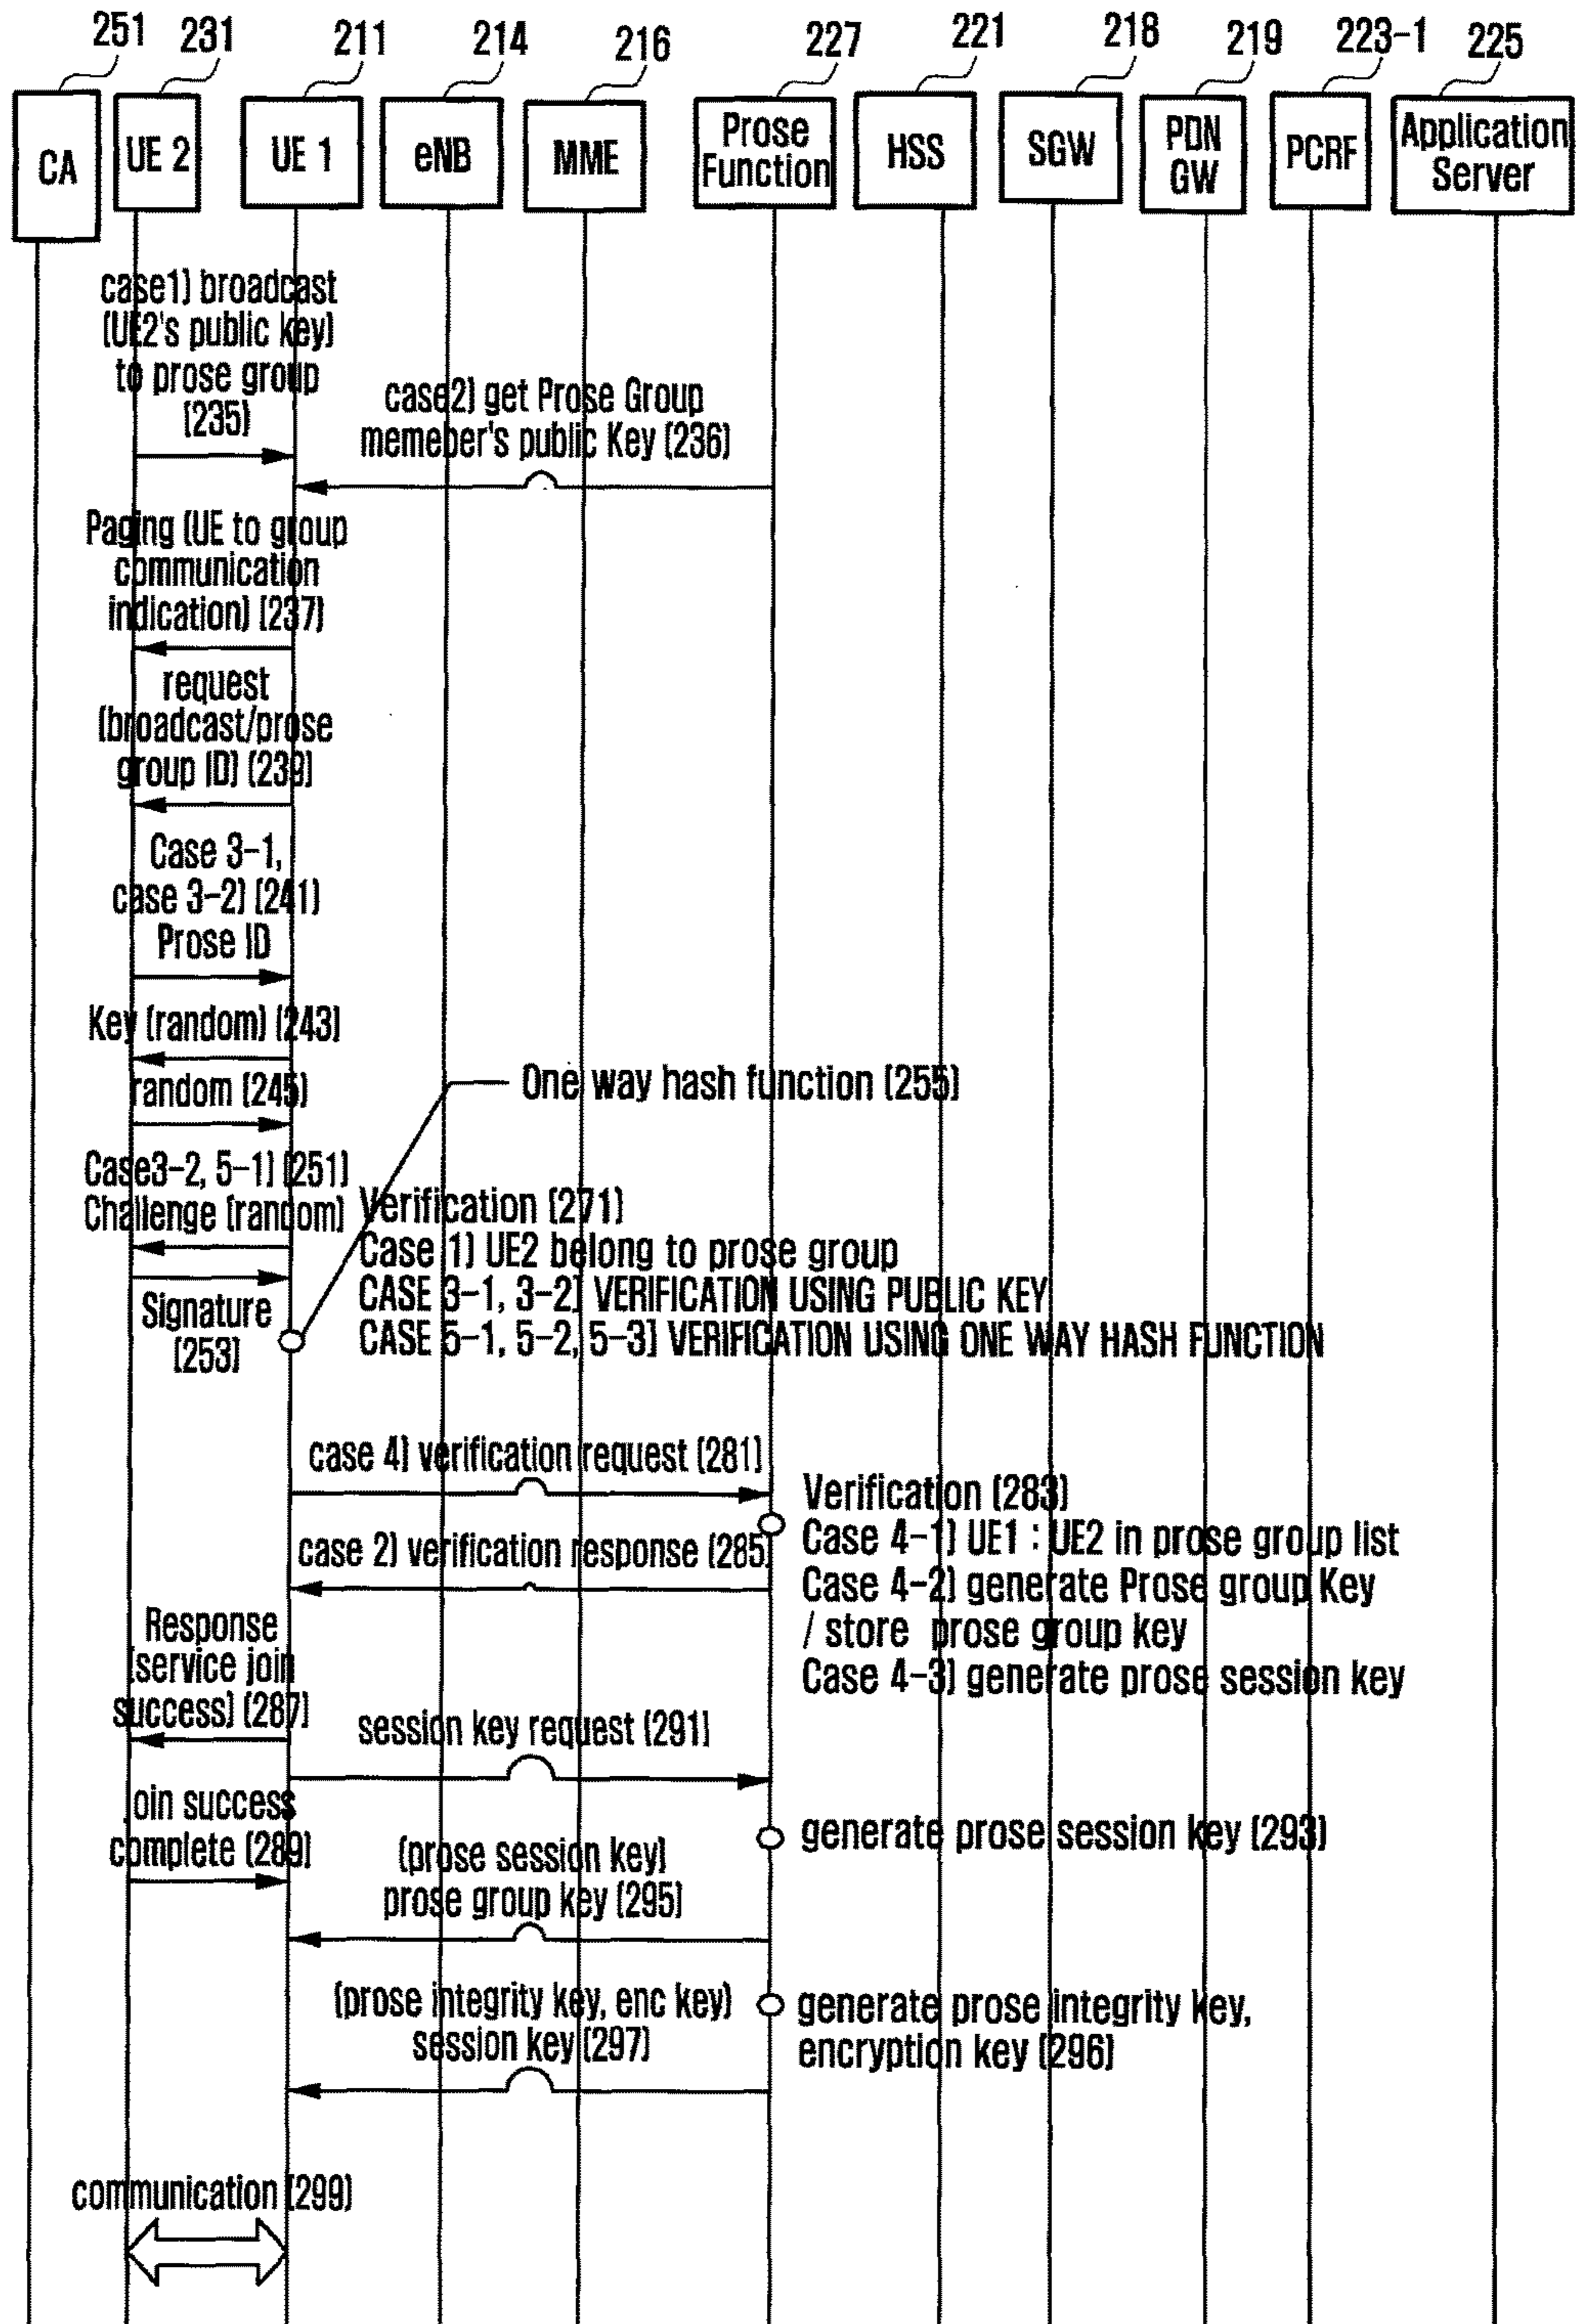 251 231 211 214 216 227 221 218 219 223-1 225
CA
UE 2
UE 1
eNB
MME
Prose
Function
HSS
SGW
PDN
GW
PCRF
Application
Server
case1) broadcast
(UE2's public key)
to prose group
(235)
case2) get Prose Group
memeber's public Key (236)
Paging (UE to group
communication
indication) (237)
request
(broadcast/prose
group ID) (239)
Case 3-1,
case 3-2) (241)
Prose ID
Key (random) (243)
random (245)
One way hash function (255)
Case3-2, 5-1) (251)
Challenge (random)
Signature
(253)
Verification (271)
Case 1) UE2 belong to prose group
CASE 3-1, 3-2) VERIFICATION USING PUBLIC KEY
CASE 5-1, 5-2, 5-3) VERIFICATION USING ONE WAY HASH FUNCTION
case 4) verification request (281)
Verification (283)
Case 4-1) UE1 : UE2 in prose group list
Case 4-2) generate Prose group Key
/ store prose group key
Case 4-3) generate prose session key
case 2) verification response (285)
Response
(service join
success) (287)
session key request (291)
join success
complete (289)
generate prose session key (293)
(prose session key)
prose group key (295)
(prose integrity key, enc key)
session key (297)
generate prose integrity key,
encryption key (296)
communication (299)